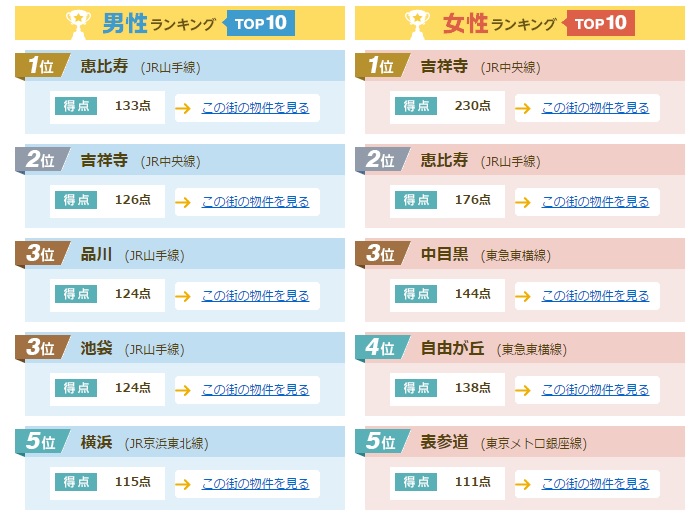 男性ランキング TOP10
1位 恵比寿 (JR山手線)
得点 133点 → この街の物件を見る
2位 吉祥寺 (JR中央線)
得点 126点 → この街の物件を見る
3位 品川 (JR山手線)
得点 124点 → この街の物件を見る
3位 池袋 (JR山手線)
得点 124点 → この街の物件を見る
5位 横浜 (JR京浜東北線)
得点 115点 → この街の物件を見る
女性ランキング TOP10
1位 吉祥寺 (JR中央線)
得点 230点 → この街の物件を見る
2位 恵比寿 (JR山手線)
得点 176点 → この街の物件を見る
3位 中目黒 (東急東横線)
得点 144点 → この街の物件を見る
4位 自由が丘 (東急東横線)
得点 138点 → この街の物件を見る
5位 表参道 (東京メトロ銀座線)
得点 111点 → この街の物件を見る